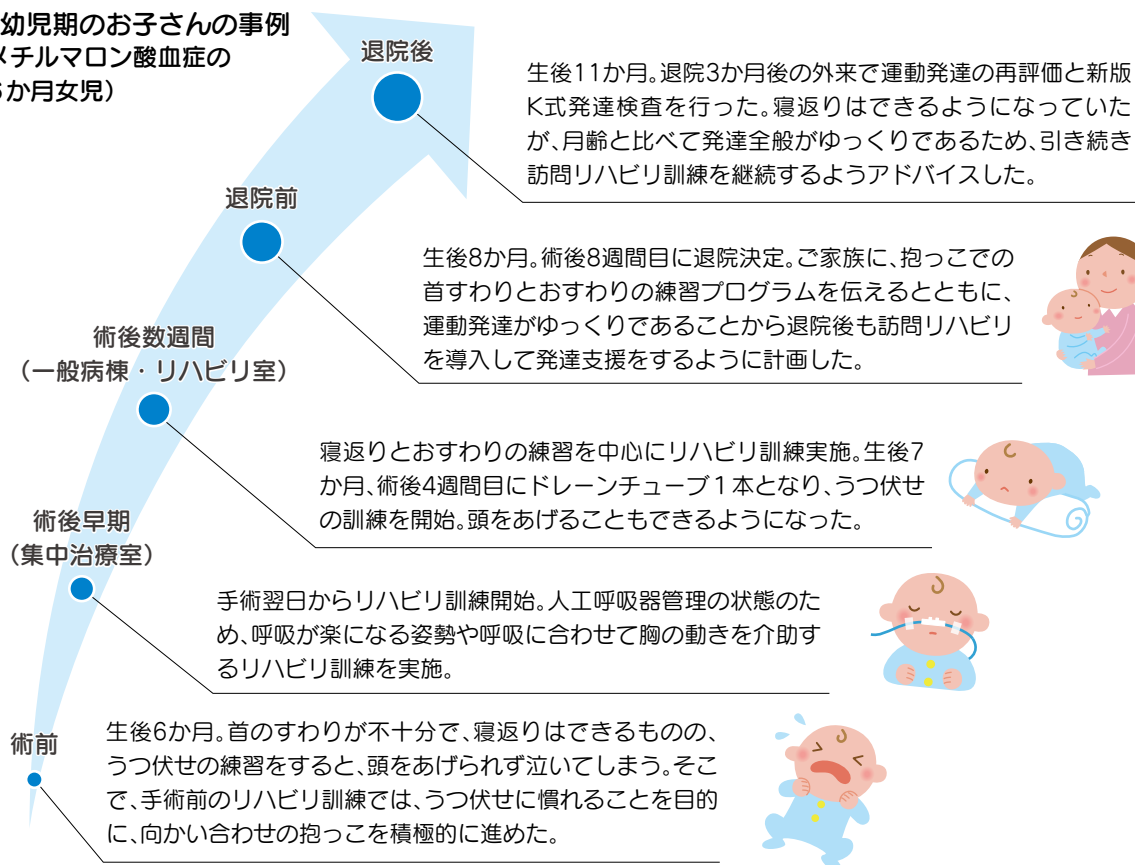 幼児期のお子さんの事例
メチルマロン酸血症の
か月女児）
退院後
生後11か月。退院3か月後の外来で運動発達の再評価と新版
K式発達検査を行った。寝返りはできるようになっていた
が、月齢と比べて発達全般がゆっくりであるため、引き続き
訪問リハビリ訓練を継続するようアドバイスした。
退院前
生後8か月。術後8週間目に退院決定。ご家族に、抱っこでの
首すわりとおすわりの練習プログラムを伝えるとともに、
運動発達がゆっくりであることから退院後も訪問リハビリ
を導入して発達支援をするように計画した。
術後数週間
（一般病棟・リハビリ室）
寝返りとおすわりの練習を中心にリハビリ訓練実施。生後7
か月、術後4週間目にドレーンチューブ１本となり、うつ伏せ
の訓練を開始。頭をあげることもできるようになった。
術後早期
（集中治療室）
手術翌日からリハビリ訓練開始。人工呼吸器管理の状態のた
め、呼吸が楽になる姿勢や呼吸に合わせて胸の動きを介助す
るリハビリ訓練を実施。
術前
生後6か月。首のすわりが不十分で、寝返りはできるものの、
うつ伏せの練習をすると、頭をあげられず泣いてしまう。そこ
で、手術前のリハビリ訓練では、うつ伏せに慣れることを目的
に、向かい合わせの抱っこを積極的に進めた。